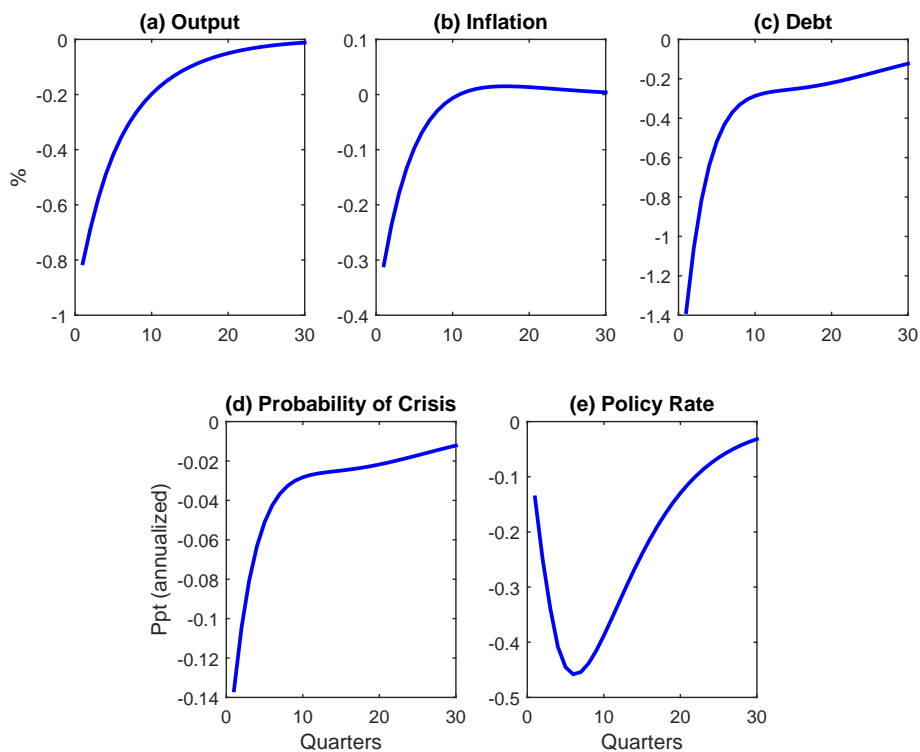 (a) Output
(b) Inflation
(c) Debt
%
0
-0.2
-0.4
-0.6
-0.8
-1
0 10 20 30
0.1
0
-0.1
-0.2
-0.3
-0.4
0 10 20 30
0
-0.2
-0.4
-0.6
-0.8
-1
-1.2
-1.4
0 10 20 30
(d) Probability of Crisis
(e) Policy Rate
Ppt (annualized)
0
-0.02
-0.04
-0.06
-0.08
-0.1
-0.12
-0.14
0 10 20 30
Quarters
0
-0.1
-0.2
-0.3
-0.4
-0.5
0 10 20 30
Quarters